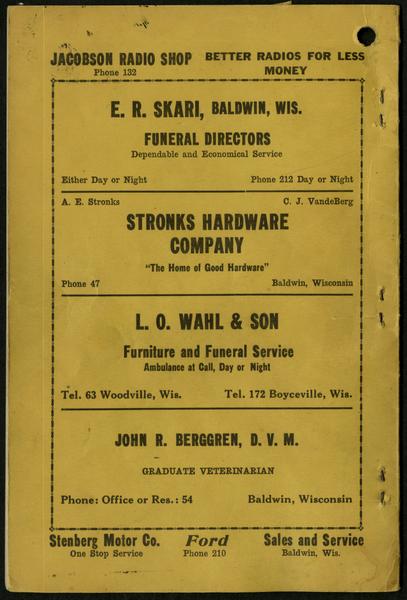 JACOBSON RADIO SHOP BETTER RADIOS FOR LESS
Phone 132 MONEY
E. R. SKARI, BALDWIN, WIS.
FUNERAL DIRECTORS
Dependable and Economical Service
Either Day or Night Phone 212 Day or Night
A. E. Stronks C. J. VandeBerg
STRONKS HARDWARE
COMPANY
"The Home of Good Hardware"
Phone 47 Baldwin, Wisconsin
L. O. WAHL & SON
Furniture and Funeral Service
Ambulance at Call, Day or Night
Tel. 63 Woodville, Wis. Tel. 172 Boyceville, Wis.
JOHN R. BERGGREN, D. V. M.
GRADUATE VETERINARIAN
Phone: Office or Res.: 54 Baldwin, Wisconsin
Stenberg Motor Co. Ford Sales and Service
One Stop Service Phone 210 Baldwin, Wis.